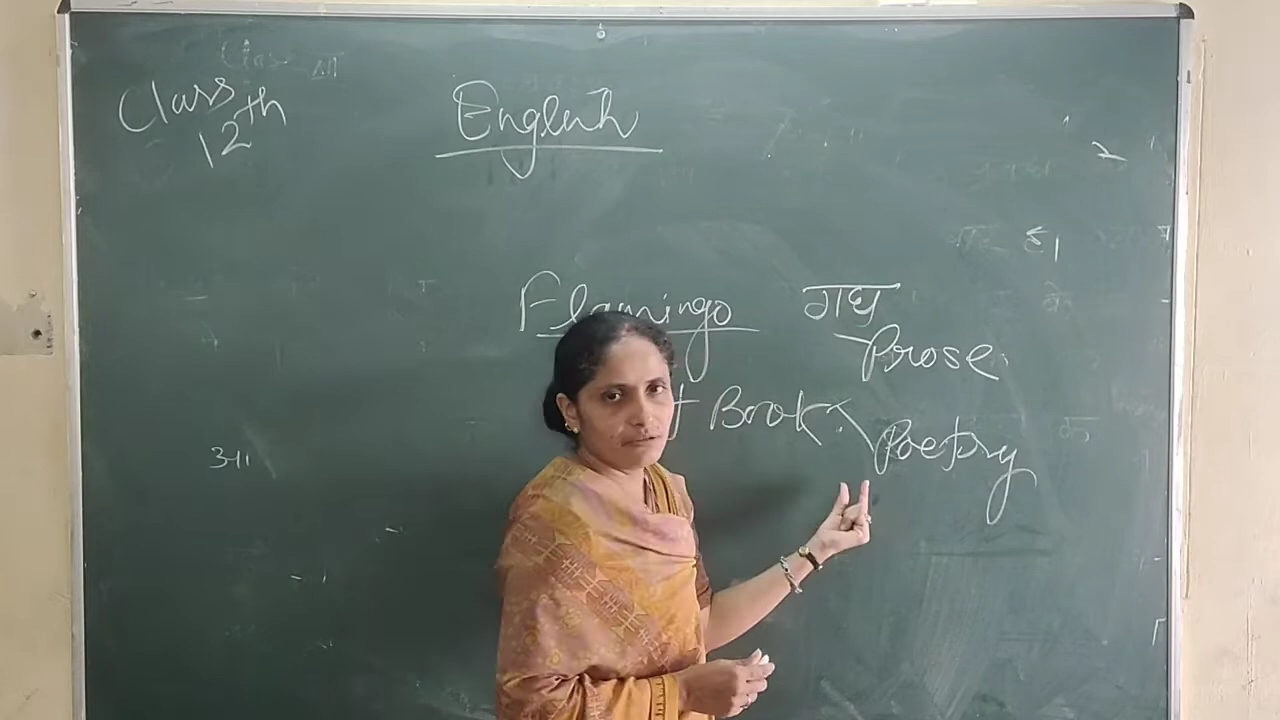 Class
12th
English
Flamingo
गद्य
Prose
Book
Poetry